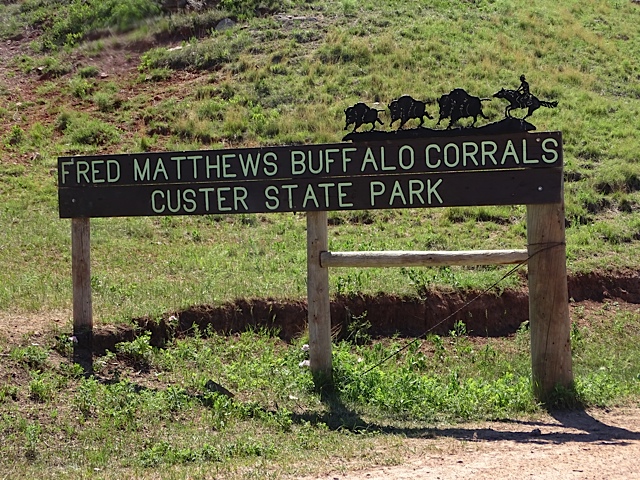 FRED MATTHEWS BUFFALO CORRALS
CUSTER STATE PARK